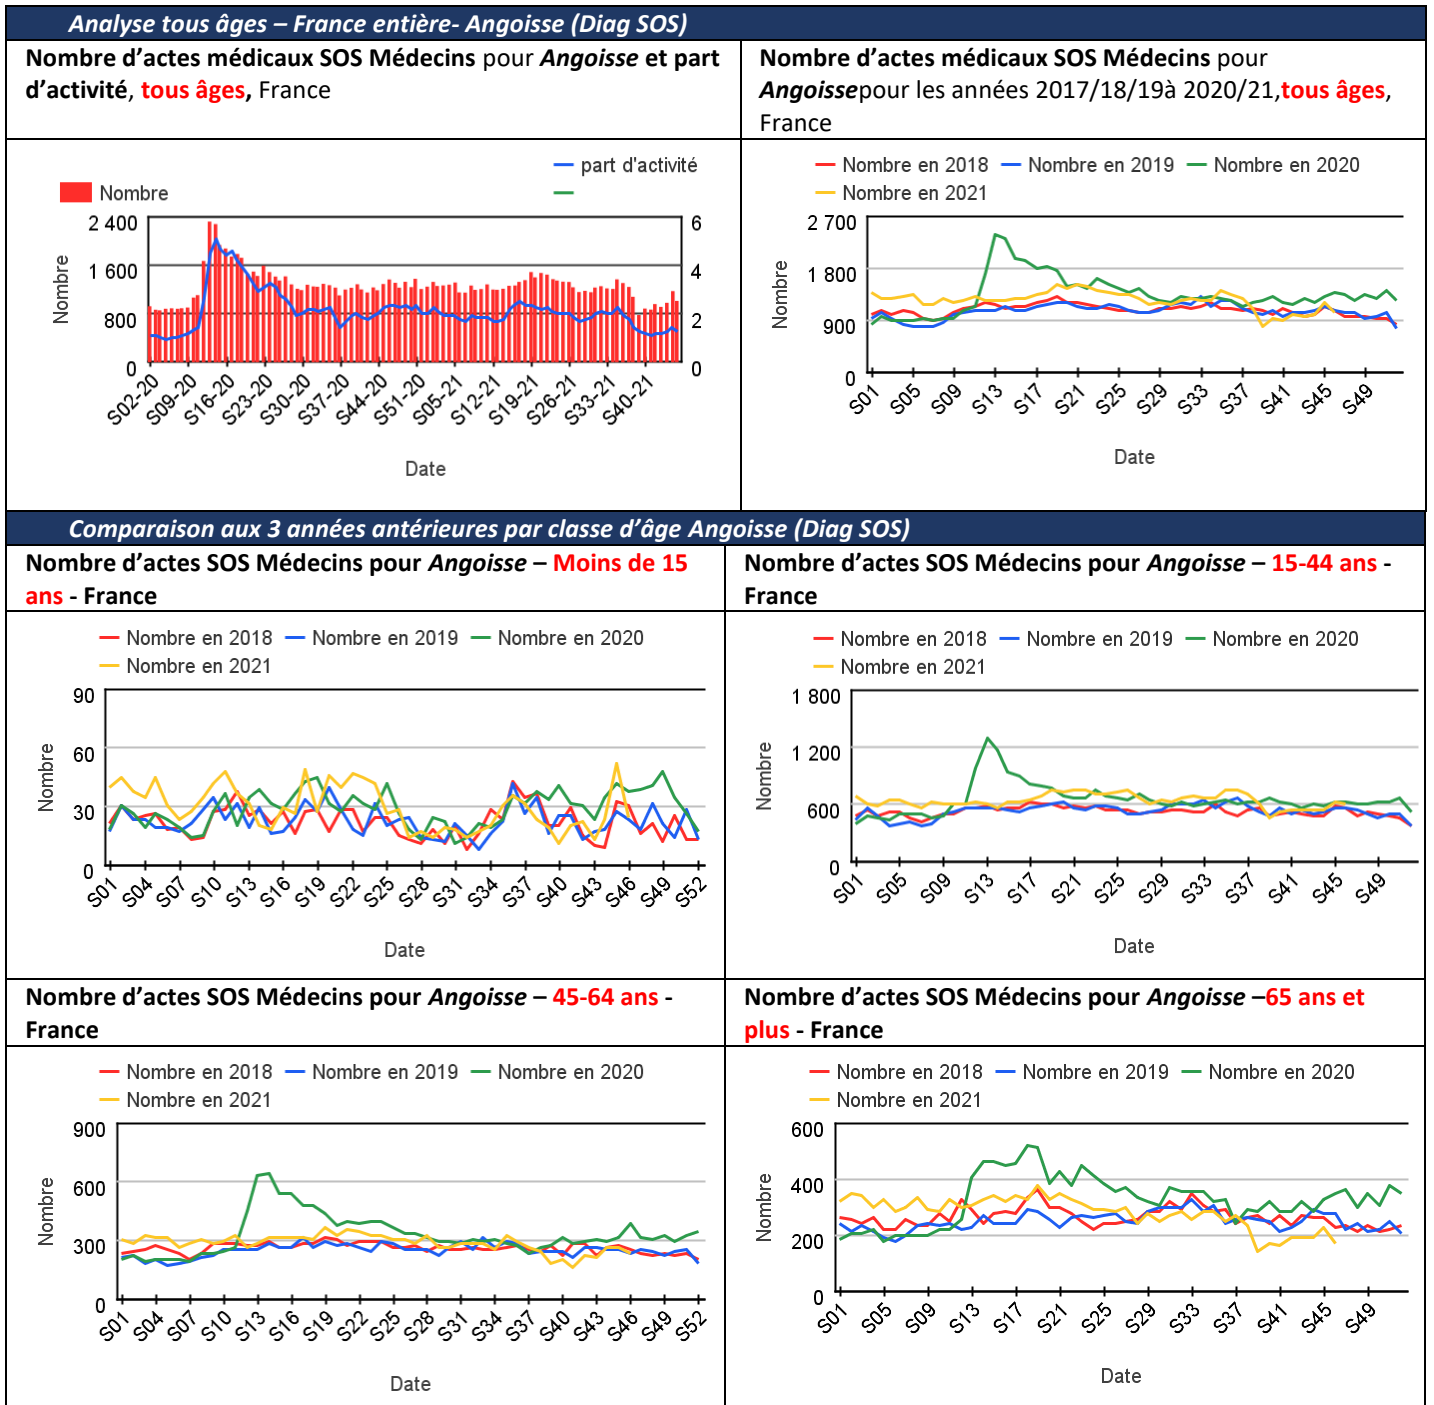 Analyse tous âges – France entière- Angoisse (Diag SOS)
Nombre d’actes médicaux SOS Médecins pour Angoisse et part
d’activité, tous âges, France
Nombre d’actes médicaux SOS Médecins pour
Angoissepour les années 2017/18/19à 2020/21,tous âges,
France
part d'activité
Nombre
2 400
1 600
800
0
6
4
2
0
Nombre
S02-20
S09-20
S16-20
S23-20
S30-20
S37-20
S44-20
S51-20
S05-21
S12-21
S19-21
S26-21
S33-21
S40-21
Date
Nombre en 2018
Nombre en 2019
Nombre en 2020
Nombre en 2021
2 700
1 800
900
0
Nombre
S01
S05
S09
S13
S17
S21
S25
S29
S33
S37
S41
S45
S49
Date
Comparaison aux 3 années antérieures par classe d’âge Angoisse (Diag SOS)
Nombre d’actes SOS Médecins pour Angoisse – Moins de 15
ans - France
Nombre d’actes SOS Médecins pour Angoisse – 15-44 ans -
France
Nombre en 2018
Nombre en 2019
Nombre en 2020
Nombre en 2021
90
60
30
0
Nombre
S01
S04
S07
S10
S13
S16
S19
S22
S25
S28
S31
S34
S37
S40
S43
S46
S49
S52
Date
Nombre en 2018
Nombre en 2019
Nombre en 2020
Nombre en 2021
1 800
1 200
600
0
Nombre
S01
S05
S09
S13
S17
S21
S25
S29
S33
S37
S41
S45
S49
Date
Nombre d’actes SOS Médecins pour Angoisse – 45-64 ans -
France
Nombre d’actes SOS Médecins pour Angoisse –65 ans et
plus - France
Nombre en 2018
Nombre en 2019
Nombre en 2020
Nombre en 2021
900
600
300
0
Nombre
S01
S04
S07
S10
S13
S16
S19
S22
S25
S28
S31
S34
S37
S40
S43
S46
S49
S52
Date
Nombre en 2018
Nombre en 2019
Nombre en 2020
Nombre en 2021
600
400
200
0
Nombre
S01
S05
S09
S13
S17
S21
S25
S29
S33
S37
S41
S45
S49
Date